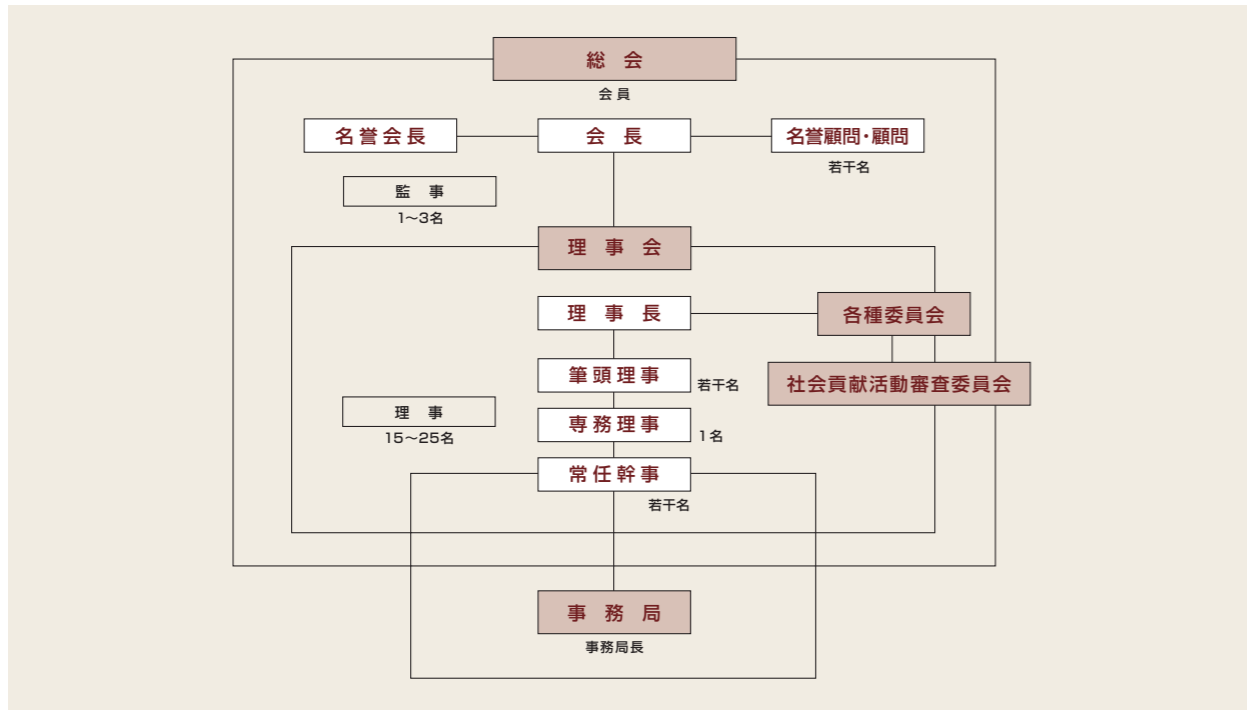 総会
会員
名誉会長
会長
名誉顧問・顧問
若干名
監事
1〜3名
理事会
理事長
各種委員会
筆頭理事
若干名
社会貢献活動審査委員会
理事
15〜25名
専務理事
1名
常任幹事
若干名
事務局
事務局長